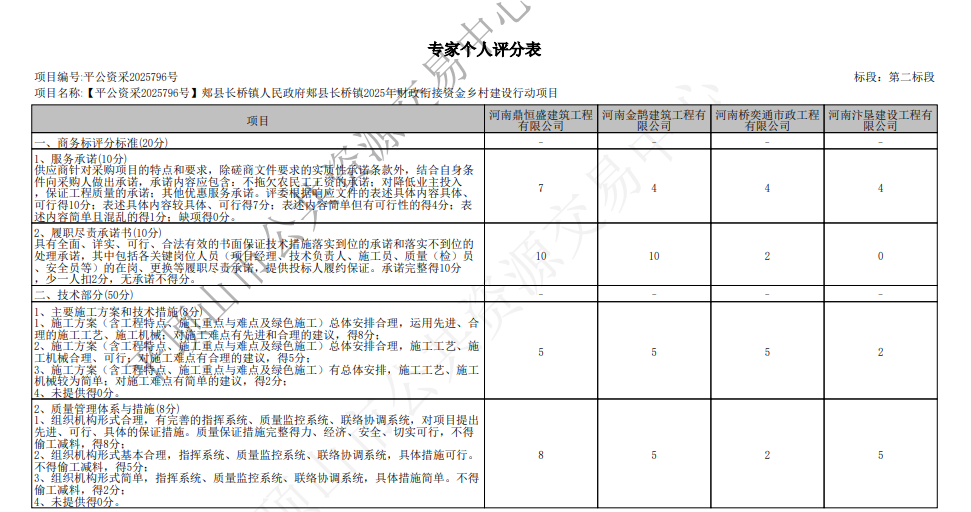 专家个人评分表
项目编号:平公资采2025796号
标段：第二标段
项目名称:【平公资采2025796号】郏县长桥镇人民政府郏县长桥镇2025年财政衔接资金乡村建设行动项目
项目
河南鼎恒盛建筑工程有限公司
河南金鹊建筑工程有限公司
河南桥奕通市政工程有限公司
河南汴垦建设工程有限公司
一、商务标评分标准(20分)
- - - -
1、服务承诺(10分)
供应商针对采购项目的特点和要求，除磋商文件要求的实质性承诺条款外，结合自身条
件向采购人做出承诺，承诺内容应包含：不拖欠农民工工资的承诺；对降低业主投入
，保证工程质量的承诺；其他优惠服务承诺。评委根据响应文件的表述具体内容具体、
可行得10分；表述具体内容较具体、可行得7分；表述内容简单但有可行性的得4分；表
述内容简单且混乱的得1分；缺项得0分。
7 4 4 4
2、履职尽责承诺书(10分)
具有全面、详实、可行、合法有效的书面保证技术措施落实到位的承诺和落实不到位的
处理承诺，其中包括各关键岗位人员（项目经理、技术负责人、施工员、质量（检）员
、安全员等）的在岗、更换等履职尽责承诺，提供投标人履约保证。承诺完整得10分
，少一人扣2分，无承诺不得分。
10 10 2 0
二、技术部分(50分)
- - - -
1、主要施工方案和技术措施(8分)
1、施工方案（含工程特点、施工重点与难点及绿色施工）总体安排合理，运用先进、合
理的施工工艺、施工机械；对施工难点有先进和合理的建议，得8分；
2、施工方案（含工程特点、施工重点与难点及绿色施工）总体安排合理，施工工艺、施
工机械合理、可行；对施工难点有合理的建议，得5分；
3、施工方案（含工程特点、施工重点与难点及绿色施工）有总体安排，施工工艺、施工
机械较为简单；对施工难点有简单的建议，得2分；
4、未提供得0分。
5 5 5 2
2、质量管理体系与措施(8分)
1、组织机构形式合理，有完善的指挥系统、质量监控系统、联络协调系统，对项目提出
先进、可行、具体的保证措施。质量保证措施完整得力、经济、安全、切实可行，不得
偷工减料，得8分；
2、组织机构形式基本合理，指挥系统、质量监控系统、联络协调系统，具体措施可行。
不得偷工减料，得5分；
3、组织机构形式简单，指挥系统、质量监控系统、联络协调系统，具体措施简单。不得
偷工减料，得2分；
4、未提供得0分。
8 5 2 5
平顶山市公共资源交易中心
顶山市公共资源交易中心